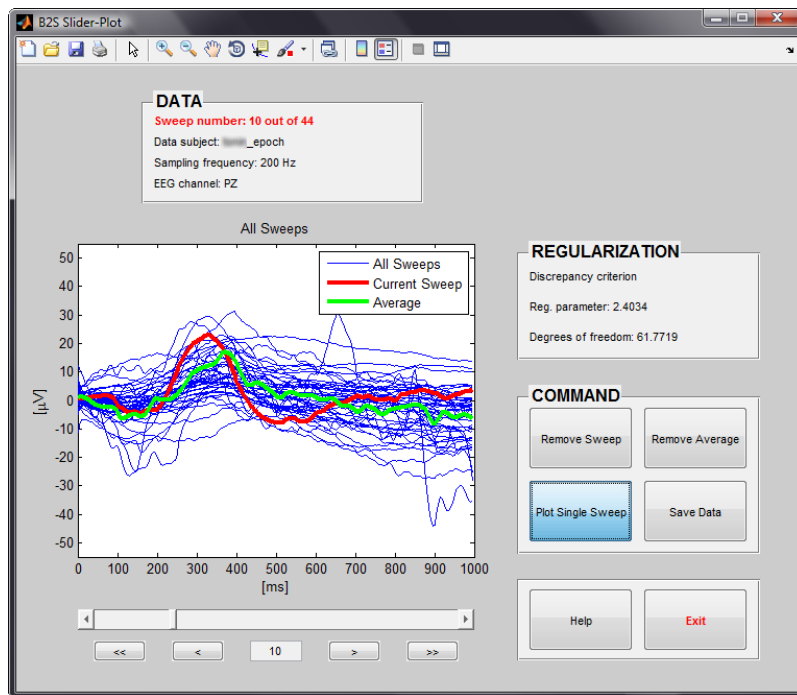 B2S Slider-Plot
DATA
Sweep number: 10 out of 44
Data subject: _epoch
Sampling frequency: 200 Hz
EEG channel: PZ
All Sweeps
All Sweeps
Current Sweep
Average
50
40
30
20
10
0
-10
-20
-30
-40
-50
[µV]
0 100 200 300 400 500 600 700 800 900 1000
[ms]
<< < 10 > >>
REGULARIZATION
Discrepancy criterion
Reg. parameter: 2.4034
Degrees of freedom: 61.7719
COMMAND
Remove Sweep Remove Average
Plot Single Sweep Save Data
Help Exit